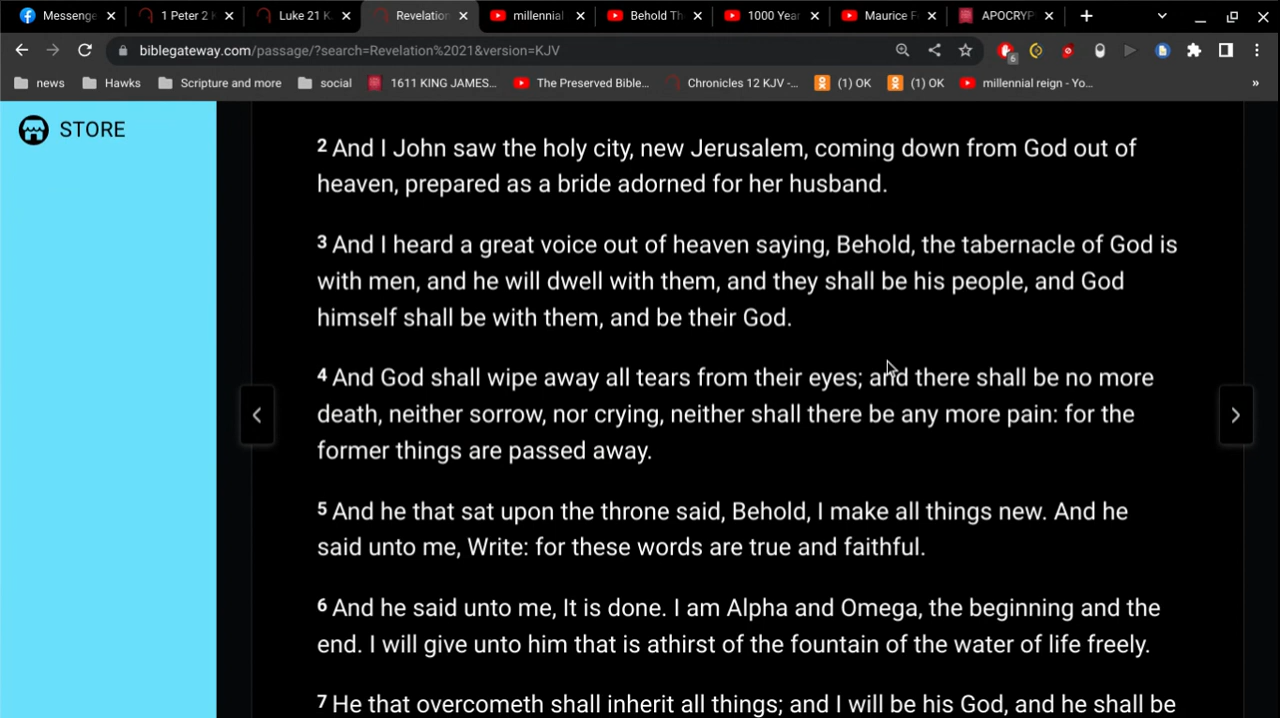 Messenge
1 Peter 2
Luke 21 K
Revelation
millennial
Behold Th
1000 Yea
Maurice F
APOCRYP
biblegateway.com/passage/?search=Revelation%2021&version=KJV
6
news
Hawks
Scripture and more
social
1611 KING JAMES...
The Preserved Bible...
Chronicles 12 KJV -...
(1) OK
(1) OK
millennial reign - Yo...
»
STORE
2 And I John saw the holy city, new Jerusalem, coming down from God out of
heaven, prepared as a bride adorned for her husband.
3 And I heard a great voice out of heaven saying, Behold, the tabernacle of God is
with men, and he will dwell with them, and they shall be his people, and God
himself shall be with them, and be their God.
4 And God shall wipe away all tears from their eyes; and there shall be no more
death, neither sorrow, nor crying, neither shall there be any more pain: for the
former things are passed away.
5 And he that sat upon the throne said, Behold, I make all things new. And he
said unto me, Write: for these words are true and faithful.
6 And he said unto me, It is done. I am Alpha and Omega, the beginning and the
end. I will give unto him that is athirst of the fountain of the water of life freely.
7 He that overcometh shall inherit all things; and I will be his God, and he shall be